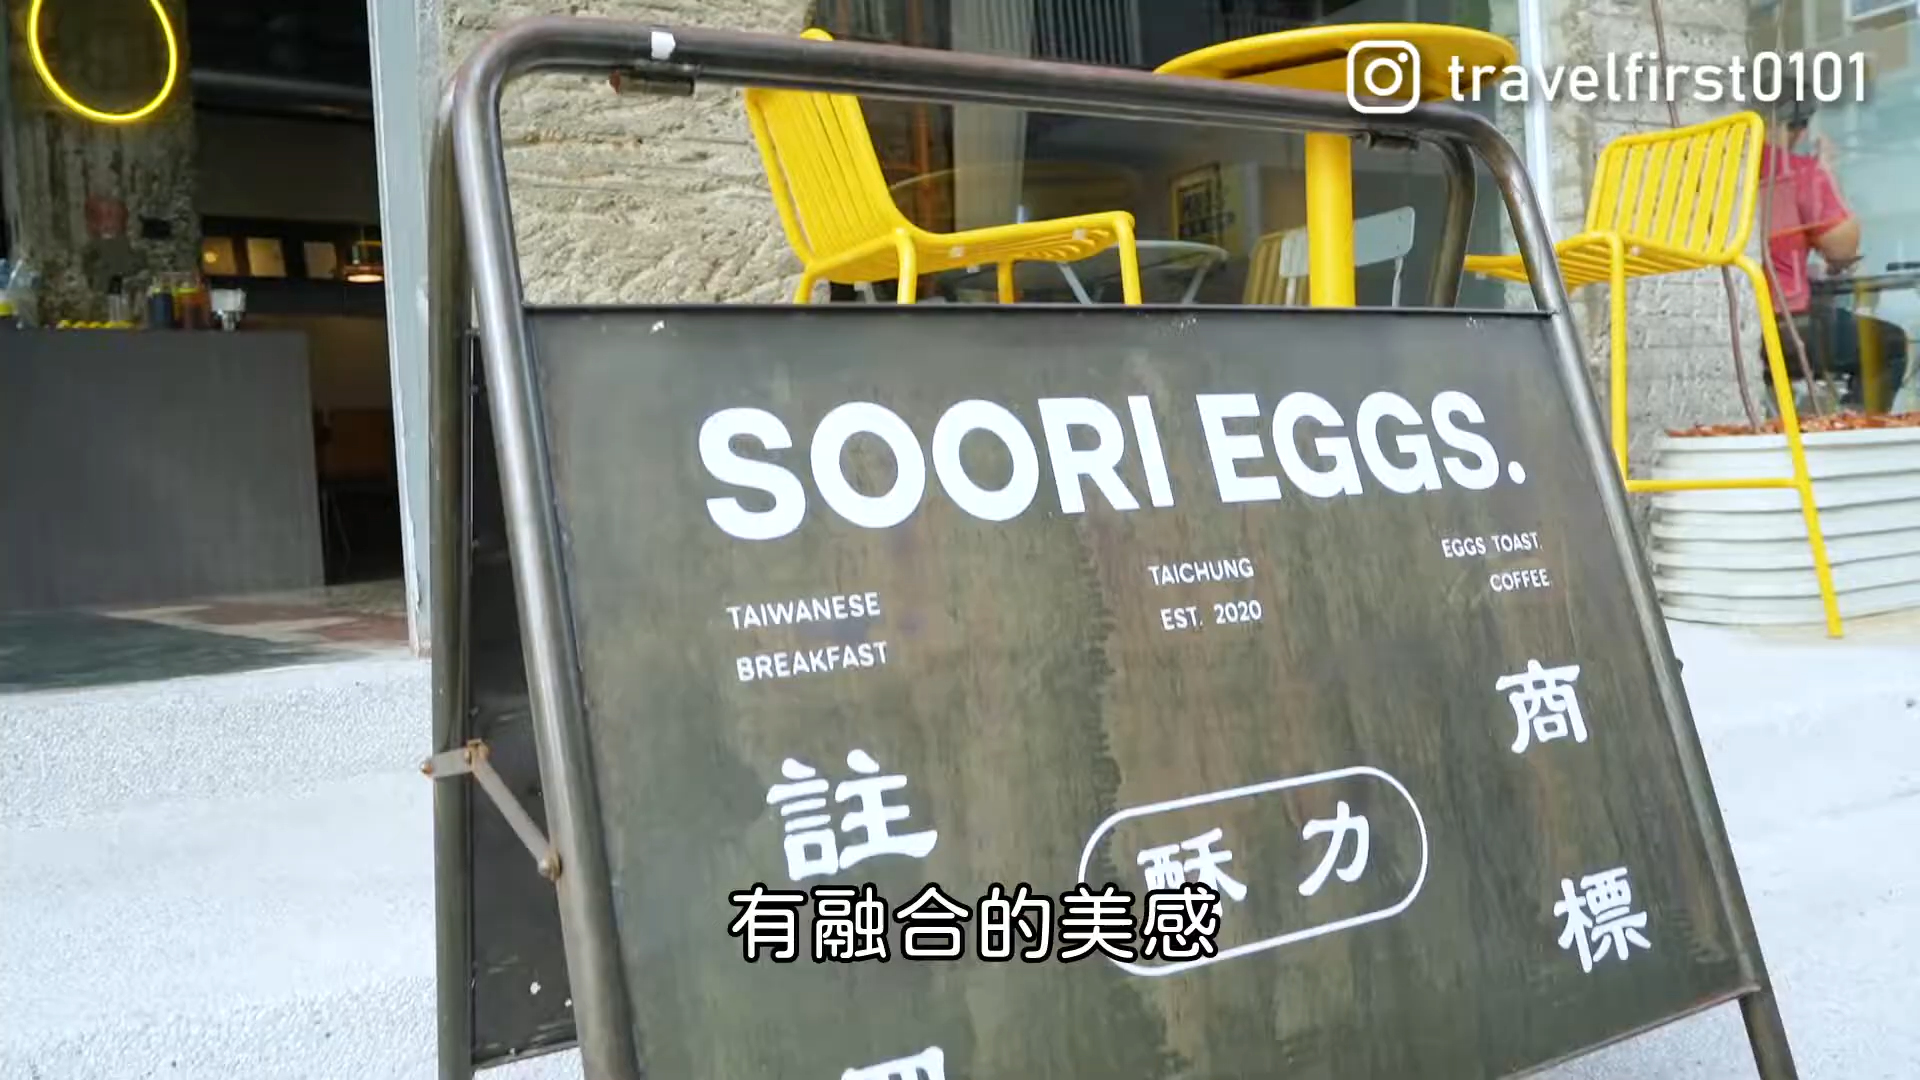 travelfirst0101
SOORI EGGS.
TAIWANESE
BREAKFAST
TAICHUNG
EST. 2020
EGGS TOAST.
COFFEE
商
標
註
酥力
有融合的美感